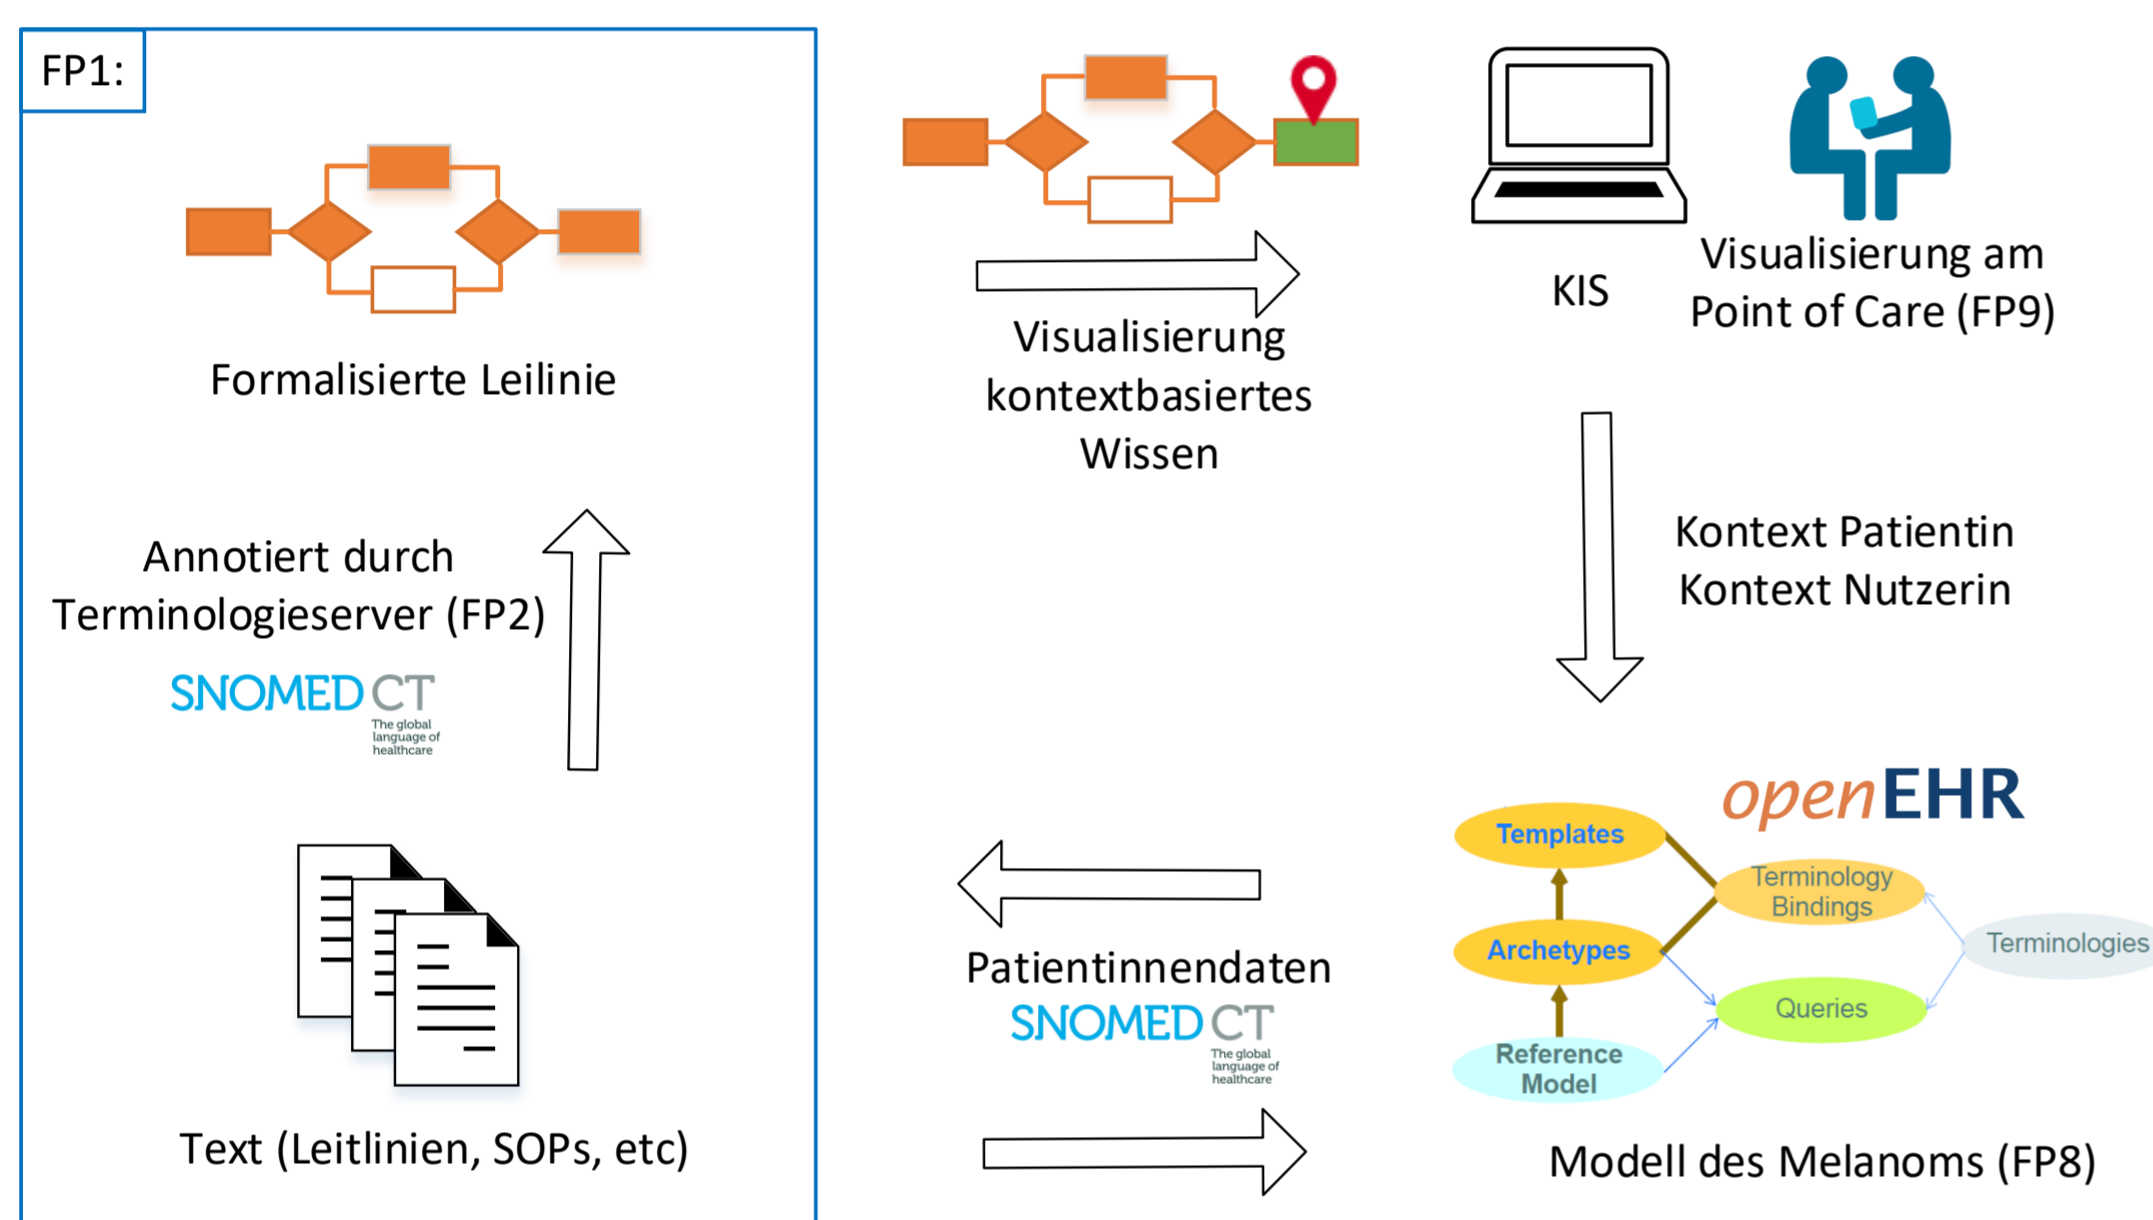 FP1:
Formalisierte Leilinie
Annotiert durch
Terminologieserver (FP2)
SNOMED CT
The global
language of
healthcare
Text (Leitlinien, SOPs, etc)
Visualisierung
kontextbasiertes
Wissen
KIS
Visualisierung am
Point of Care (FP9)
Kontext Patientin
Kontext Nutzerin
Patientinnendaten
SNOMED CT
The global
language of
healthcare
openEHR
Templates
Terminology
Bindings
Archetypes
Terminologies
Queries
Reference
Model
Modell des Melanoms (FP8)